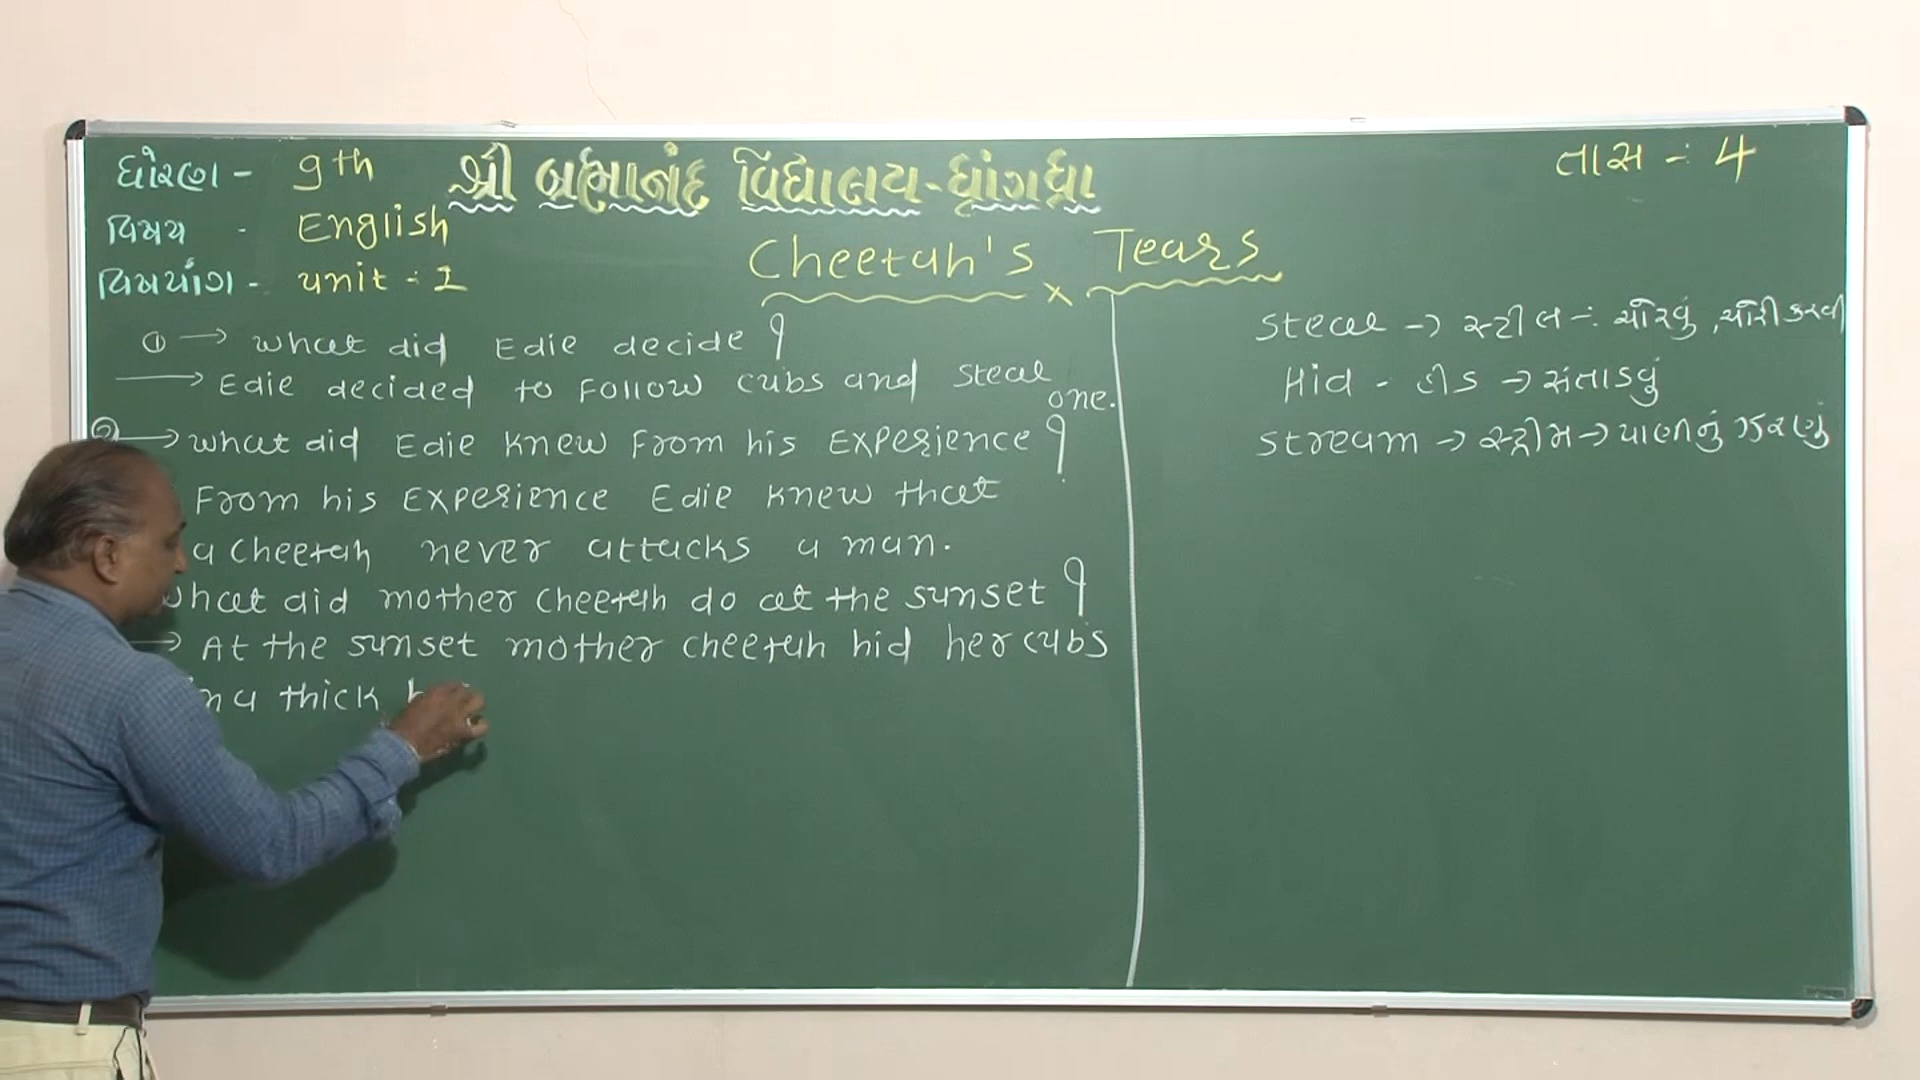 ધોરણ - 9th
શ્રી બ્રહ્માનંદ વિદ્યાલય - ધ્રાંગધ્રા
તાસ - 4
વિષય - English
વિષયાંગ - unit - 1
Cheetah's Tears
① → What did Edie decide ?
→ Edie decided to follow cubs and steal one.
② → what did Edie knew from his Experience ?
From his Experience Edie knew that
a cheetah never attacks a man.
What did mother cheetah do at the sunset ?
→ At the sunset mother cheetah hid her cubs
in a thick
steal → સ્ટીલ - ચોરવું, ચોરી કરવી
Hid - હીડ → સંતાડવું
stream → સ્ટ્રીમ → પાણીનું ઝરણું